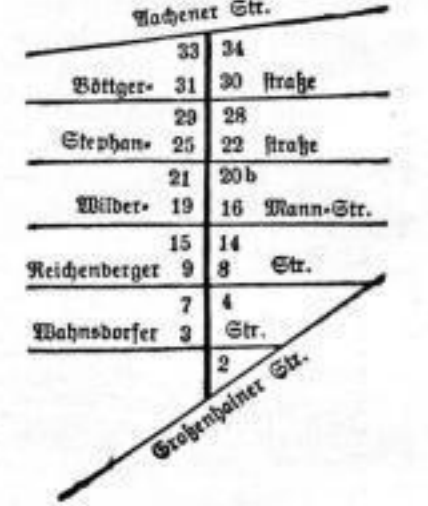 Aachener Str.
33 34
Böttger- 31 30 straße
29 28
Stephan- 25 22 straße
21 20b
Wilder- 19 16 Mann-Str.
15 14
Reichenberger 9 8 Str.
7 4
Wahnsdorfer 3 Str.
2
Großenhainer Str.